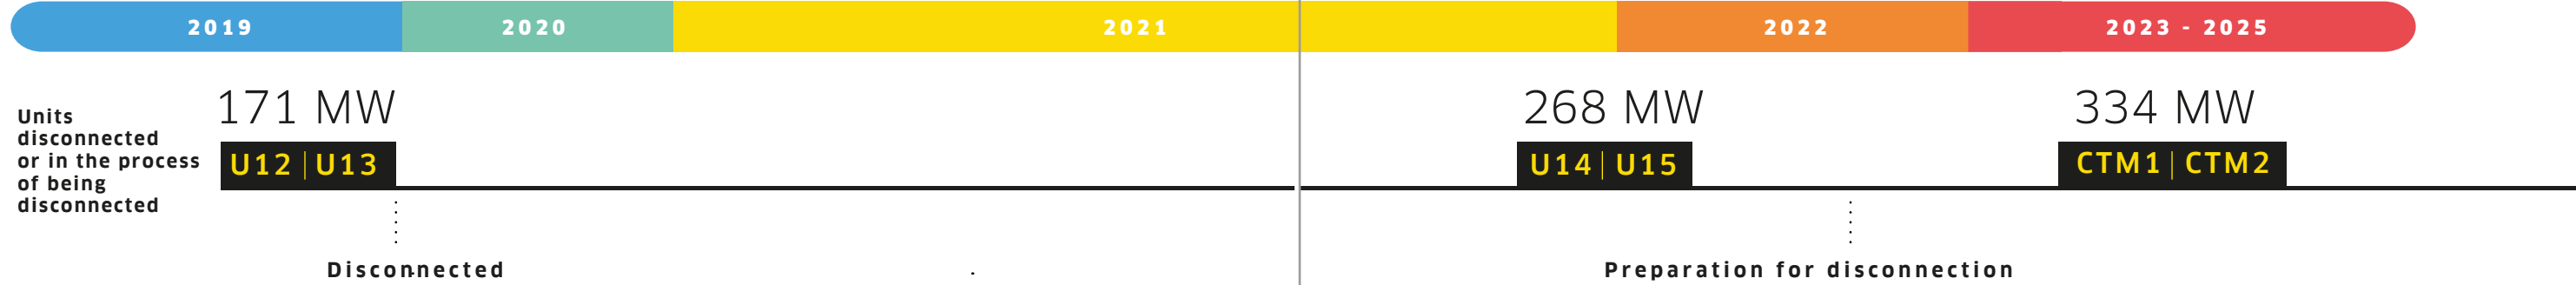 2019 2020 2021 2022 2023 - 2025
171 MW 268 MW 334 MW
Units
disconnected
or in the process
of being
disconnected
U12 | U13 U14 | U15 CTM1 | CTM2
Disconnected Preparation for disconnection